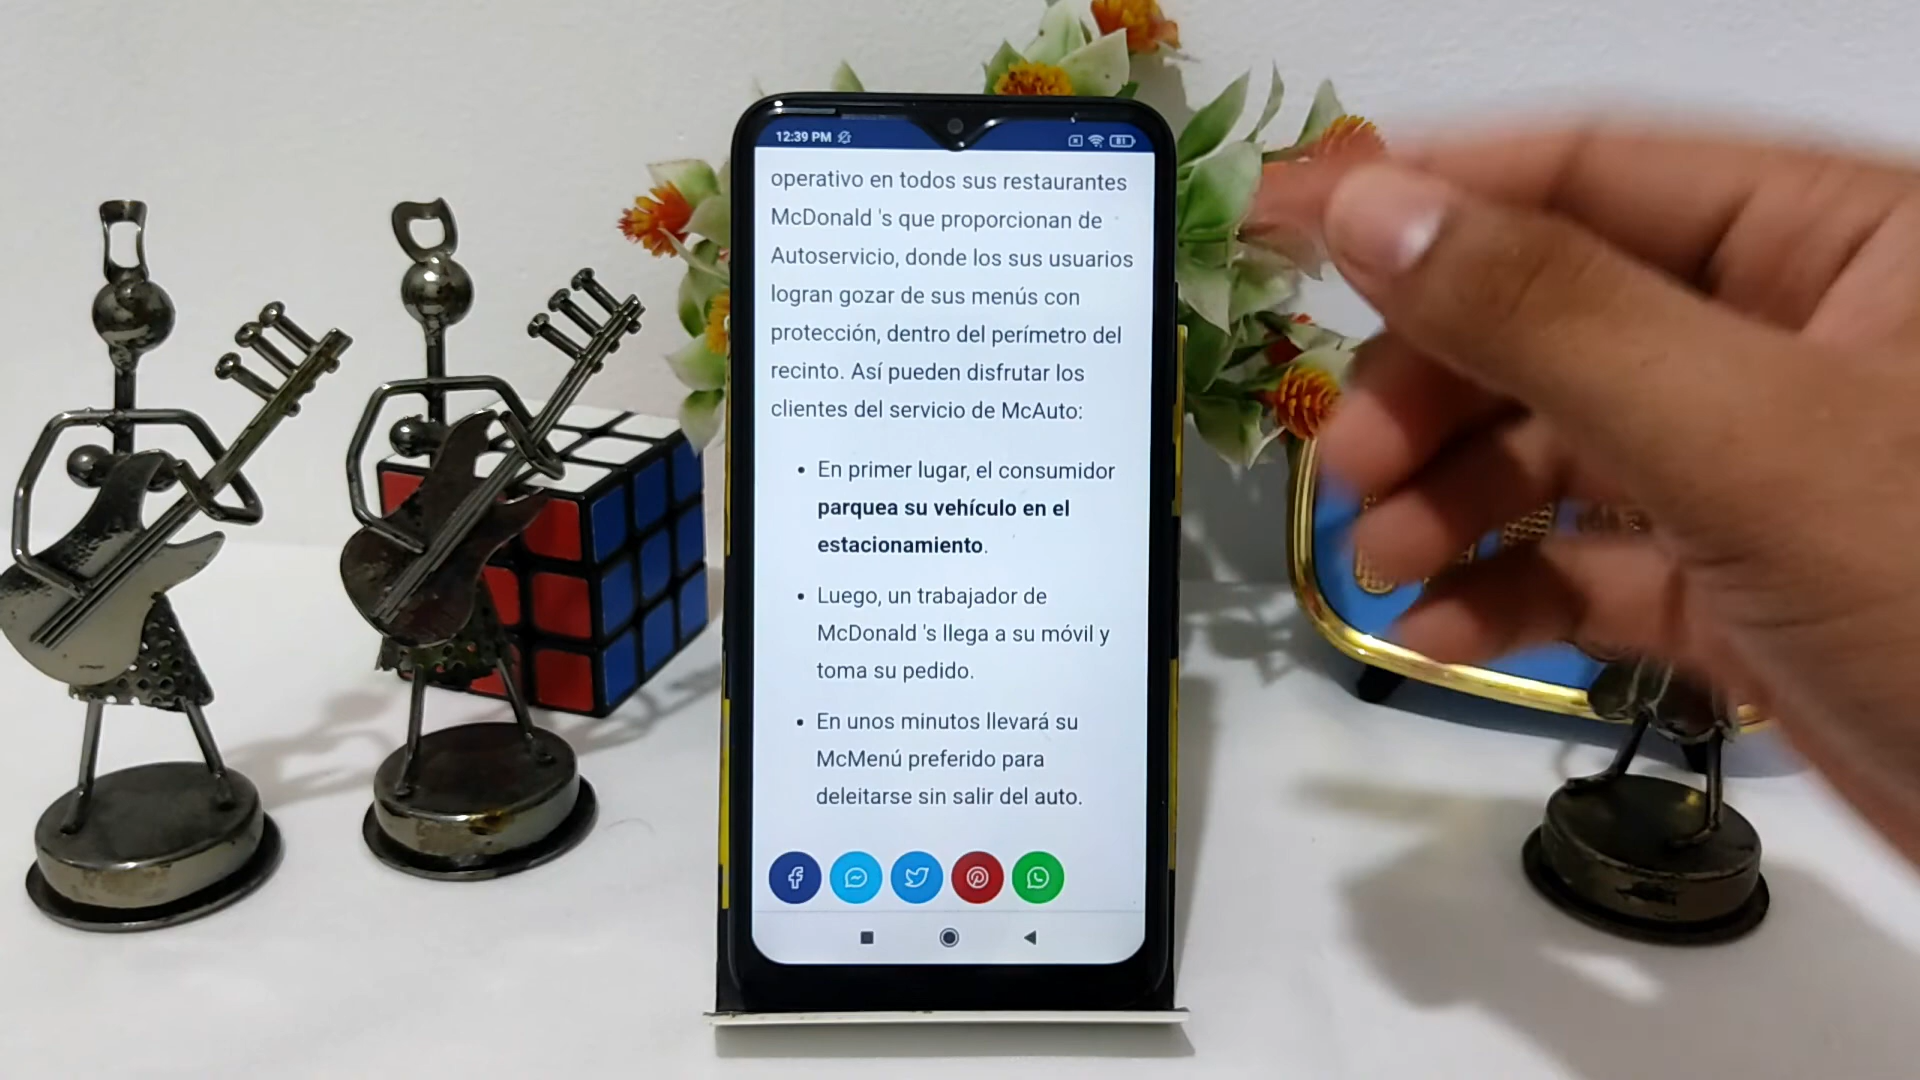 12:39 PM
81
operativo en todos sus restaurantes
McDonald 's que proporcionan de
Autoservicio, donde los sus usuarios
logran gozar de sus menús con
protección, dentro del perímetro del
recinto. Así pueden disfrutar los
clientes del servicio de McAuto:
• En primer lugar, el consumidor
parquea su vehículo en el
estacionamiento.
• Luego, un trabajador de
McDonald 's llega a su móvil y
toma su pedido.
• En unos minutos llevará su
McMenú preferido para
deleitarse sin salir del auto.